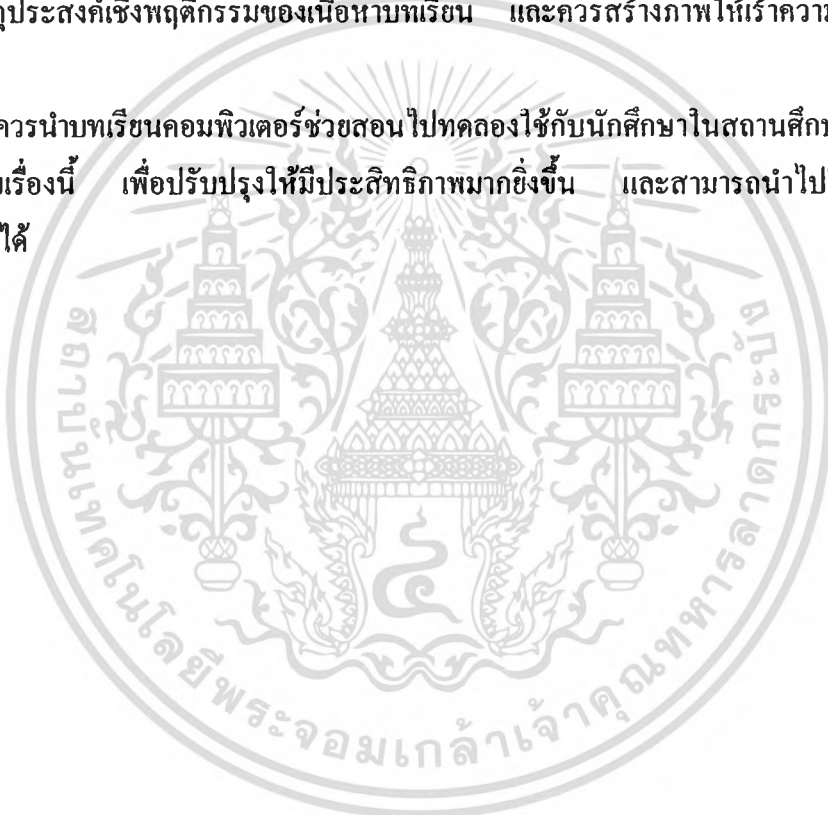 ุประสงค์เชิงพฤติกรรมของเนื้อหาบทเรียน และควรสร้างภาพให้เร้าความ
ควรนำบทเรียนคอมพิวเตอร์ช่วยสอนไปทดลองใช้กับนักศึกษาในสถานศึกษ
เรื่องนี้ เพื่อปรับปรุงให้มีประสิทธิภาพมากยิ่งขึ้น และสามารถนำไป
ได้
สถาบันเทคโนโลยีพระจอมเกล้าเจ้าคุณทหารลาดกระบัง